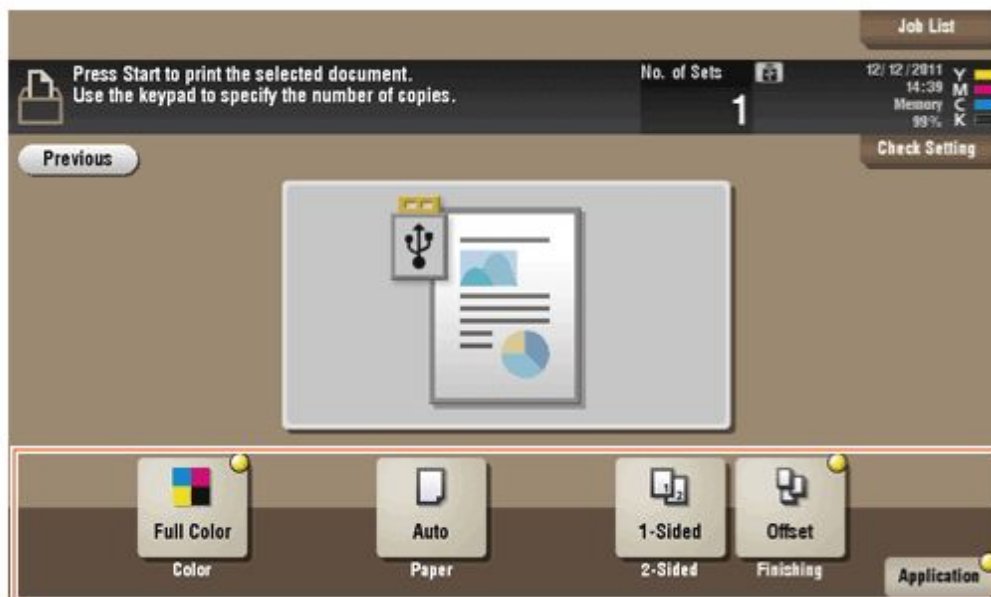 Job List
Press Start to print the selected document.
Use the keypad to specify the number of copies.
No. of Sets
1
12/12/2011
14:39
Memory
99%
Y
M
C
K
Previous
Check Setting
1
2
Full Color
Auto
1-Sided
Offset
Color
Paper
2-Sided
Finishing
Application